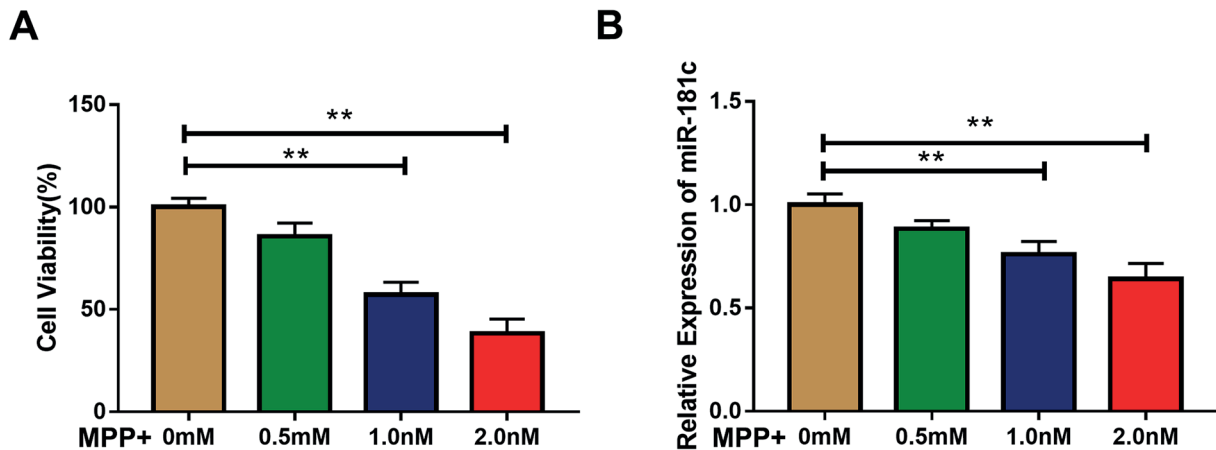 A
Cell Viability(%)
150
100
50
0
**
**
MPP+ 0mM 0.5mM 1.0nM 2.0nM
B
Relative Expression of miR-181c
1.5
1.0
0.5
0.0
**
**
MPP+ 0mM 0.5mM 1.0nM 2.0nM